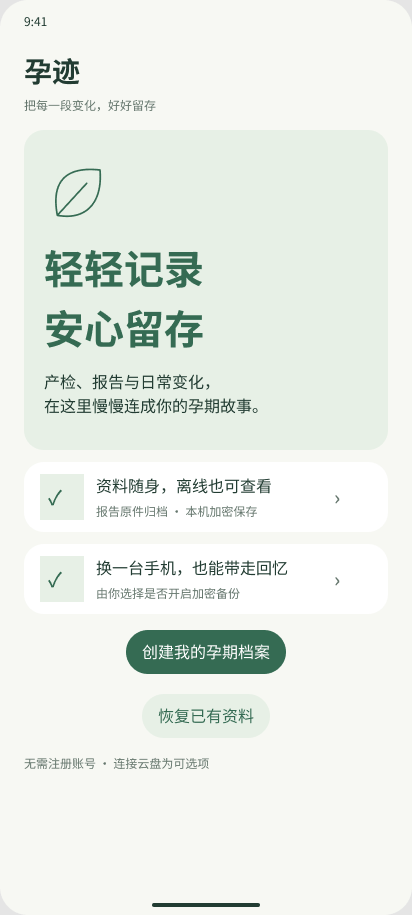 9:41
孕迹
把每一段变化，好好留存
轻轻记录
安心留存
产检、报告与日常变化，
在这里慢慢连成你的孕期故事。
✓ 资料随身，离线也可查看 ›
报告原件归档 · 本机加密保存
✓ 换一台手机，也能带走回忆 ›
由你选择是否开启加密备份
创建我的孕期档案
恢复已有资料
无需注册账号 · 连接云盘为可选项